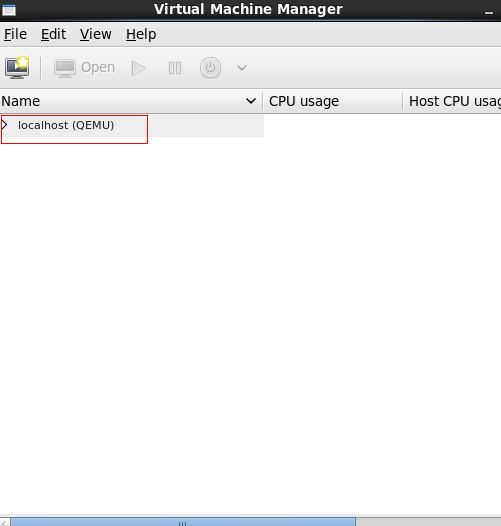 Virtual Machine Manager
File Edit View Help
Open
Name CPU usage Host CPU usag
localhost (QEMU)